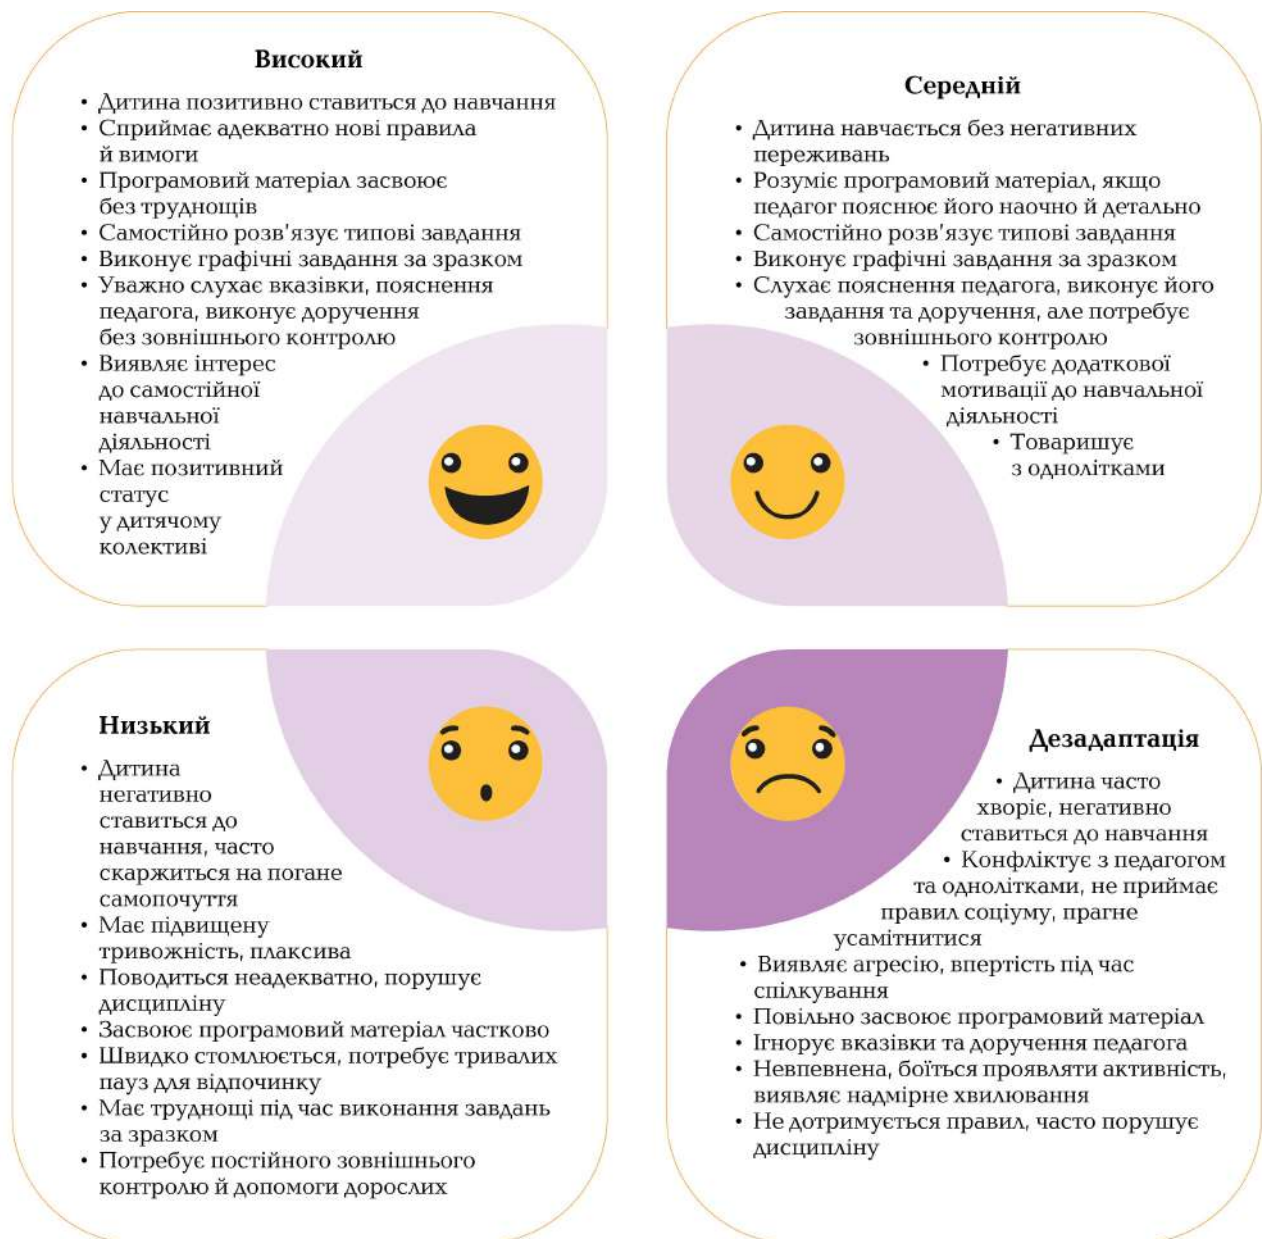 Високий
• Дитина позитивно ставиться до навчання
• Сприймає адекватно нові правила
й вимоги
• Програмовий матеріал засвоює
без труднощів
• Самостійно розв’язує типові завдання
• Виконує графічні завдання за зразком
• Уважно слухає вказівки, пояснення
педагога, виконує доручення
без зовнішнього контролю
• Виявляє інтерес
до самостійної
навчальної
діяльності
• Має позитивний
статус
у дитячому
колективі
Середній
• Дитина навчається без негативних
переживань
• Розуміє програмовий матеріал, якщо
педагог пояснює його наочно й детально
• Самостійно розв’язує типові завдання
• Виконує графічні завдання за зразком
• Слухає пояснення педагога, виконує його
завдання та доручення, але потребує
зовнішнього контролю
• Потребує додаткової
мотивації до навчальної
діяльності
• Товаришує
з однолітками
Низький
• Дитина
негативно
ставиться до
навчання, часто
скаржиться на погане
самопочуття
• Має підвищену
тривожність, плаксива
• Поводиться неадекватно, порушує
дисципліну
• Засвоює програмовий матеріал частково
• Швидко стомлюється, потребує тривалих
пауз для відпочинку
• Має труднощі під час виконання завдань
за зразком
• Потребує постійного зовнішнього
контролю й допомоги дорослих
Дезадаптація
• Дитина часто
хворіє, негативно
ставиться до навчання
• Конфліктує з педагогом
та однолітками, не приймає
правил соціуму, прагне
усамітнитися
• Виявляє агресію, впертість під час
спілкування
• Повільно засвоює програмовий матеріал
• Ігнорує вказівки та доручення педагога
• Невпевнена, боїться проявляти активність,
виявляє надмірне хвилювання
• Не дотримується правил, часто порушує
дисципліну